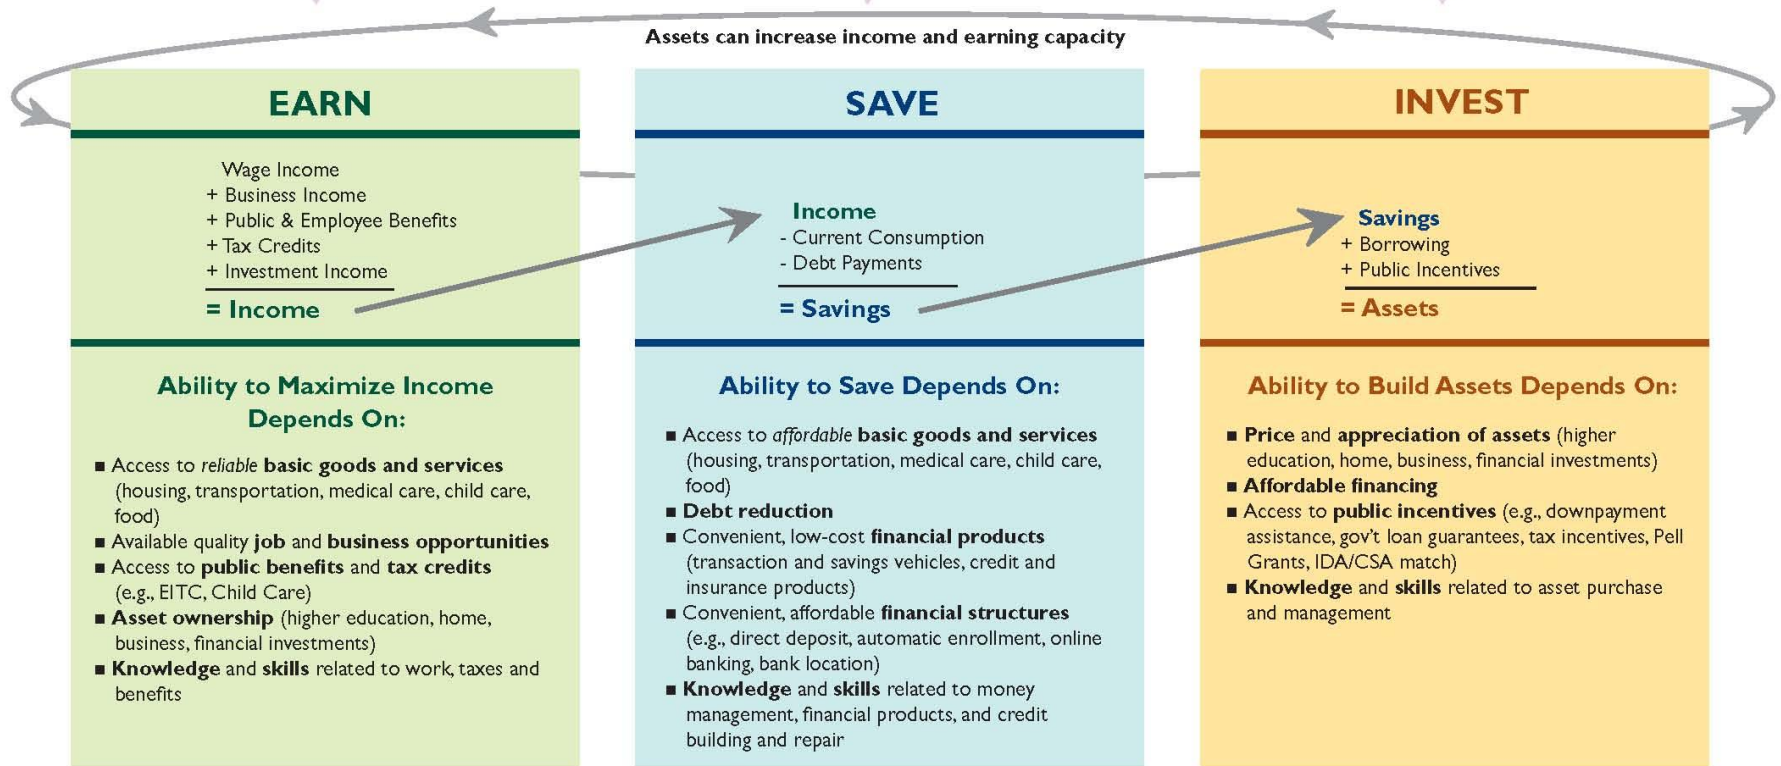 Assets can increase income and earning capacity
EARN
Wage Income
+ Business Income
+ Public & Employee Benefits
+ Tax Credits
+ Investment Income
= Income
Ability to Maximize Income
Depends On:
■ Access to reliable basic goods and services
(housing, transportation, medical care, child care,
food)
■ Available quality job and business opportunities
■ Access to public benefits and tax credits
(e.g., EITC, Child Care)
■ Asset ownership (higher education, home,
business, financial investments)
■ Knowledge and skills related to work, taxes and
benefits
SAVE
Income
- Current Consumption
- Debt Payments
= Savings
Ability to Save Depends On:
■ Access to affordable basic goods and services
(housing, transportation, medical care, child care,
food)
■ Debt reduction
■ Convenient, low-cost financial products
(transaction and savings vehicles, credit and
insurance products)
■ Convenient, affordable financial structures
(e.g., direct deposit, automatic enrollment, online
banking, bank location)
■ Knowledge and skills related to money
management, financial products, and credit
building and repair
INVEST
Savings
+ Borrowing
+ Public Incentives
= Assets
Ability to Build Assets Depends On:
■ Price and appreciation of assets (higher
education, home, business, financial investments)
■ Affordable financing
■ Access to public incentives (e.g., downpayment
assistance, gov't loan guarantees, tax incentives, Pell
Grants, IDA/CSA match)
■ Knowledge and skills related to asset purchase
and management